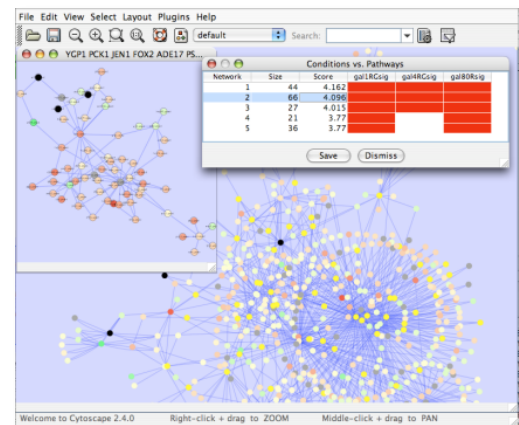 File Edit View Select Layout Plugins Help
default Search:
YGP1 PCK1 JEN1 FOX2 ADE17 PS...
Conditions vs. Pathways
Network Size Score gal1RGsig gal4RGsig gal80Rsig
1 44 4.162
2 66 4.096
3 27 4.015
4 21 3.77
5 36 3.77
Save Dismiss
Welcome to Cytoscape 2.4.0 Right-click + drag to ZOOM Middle-click + drag to PAN